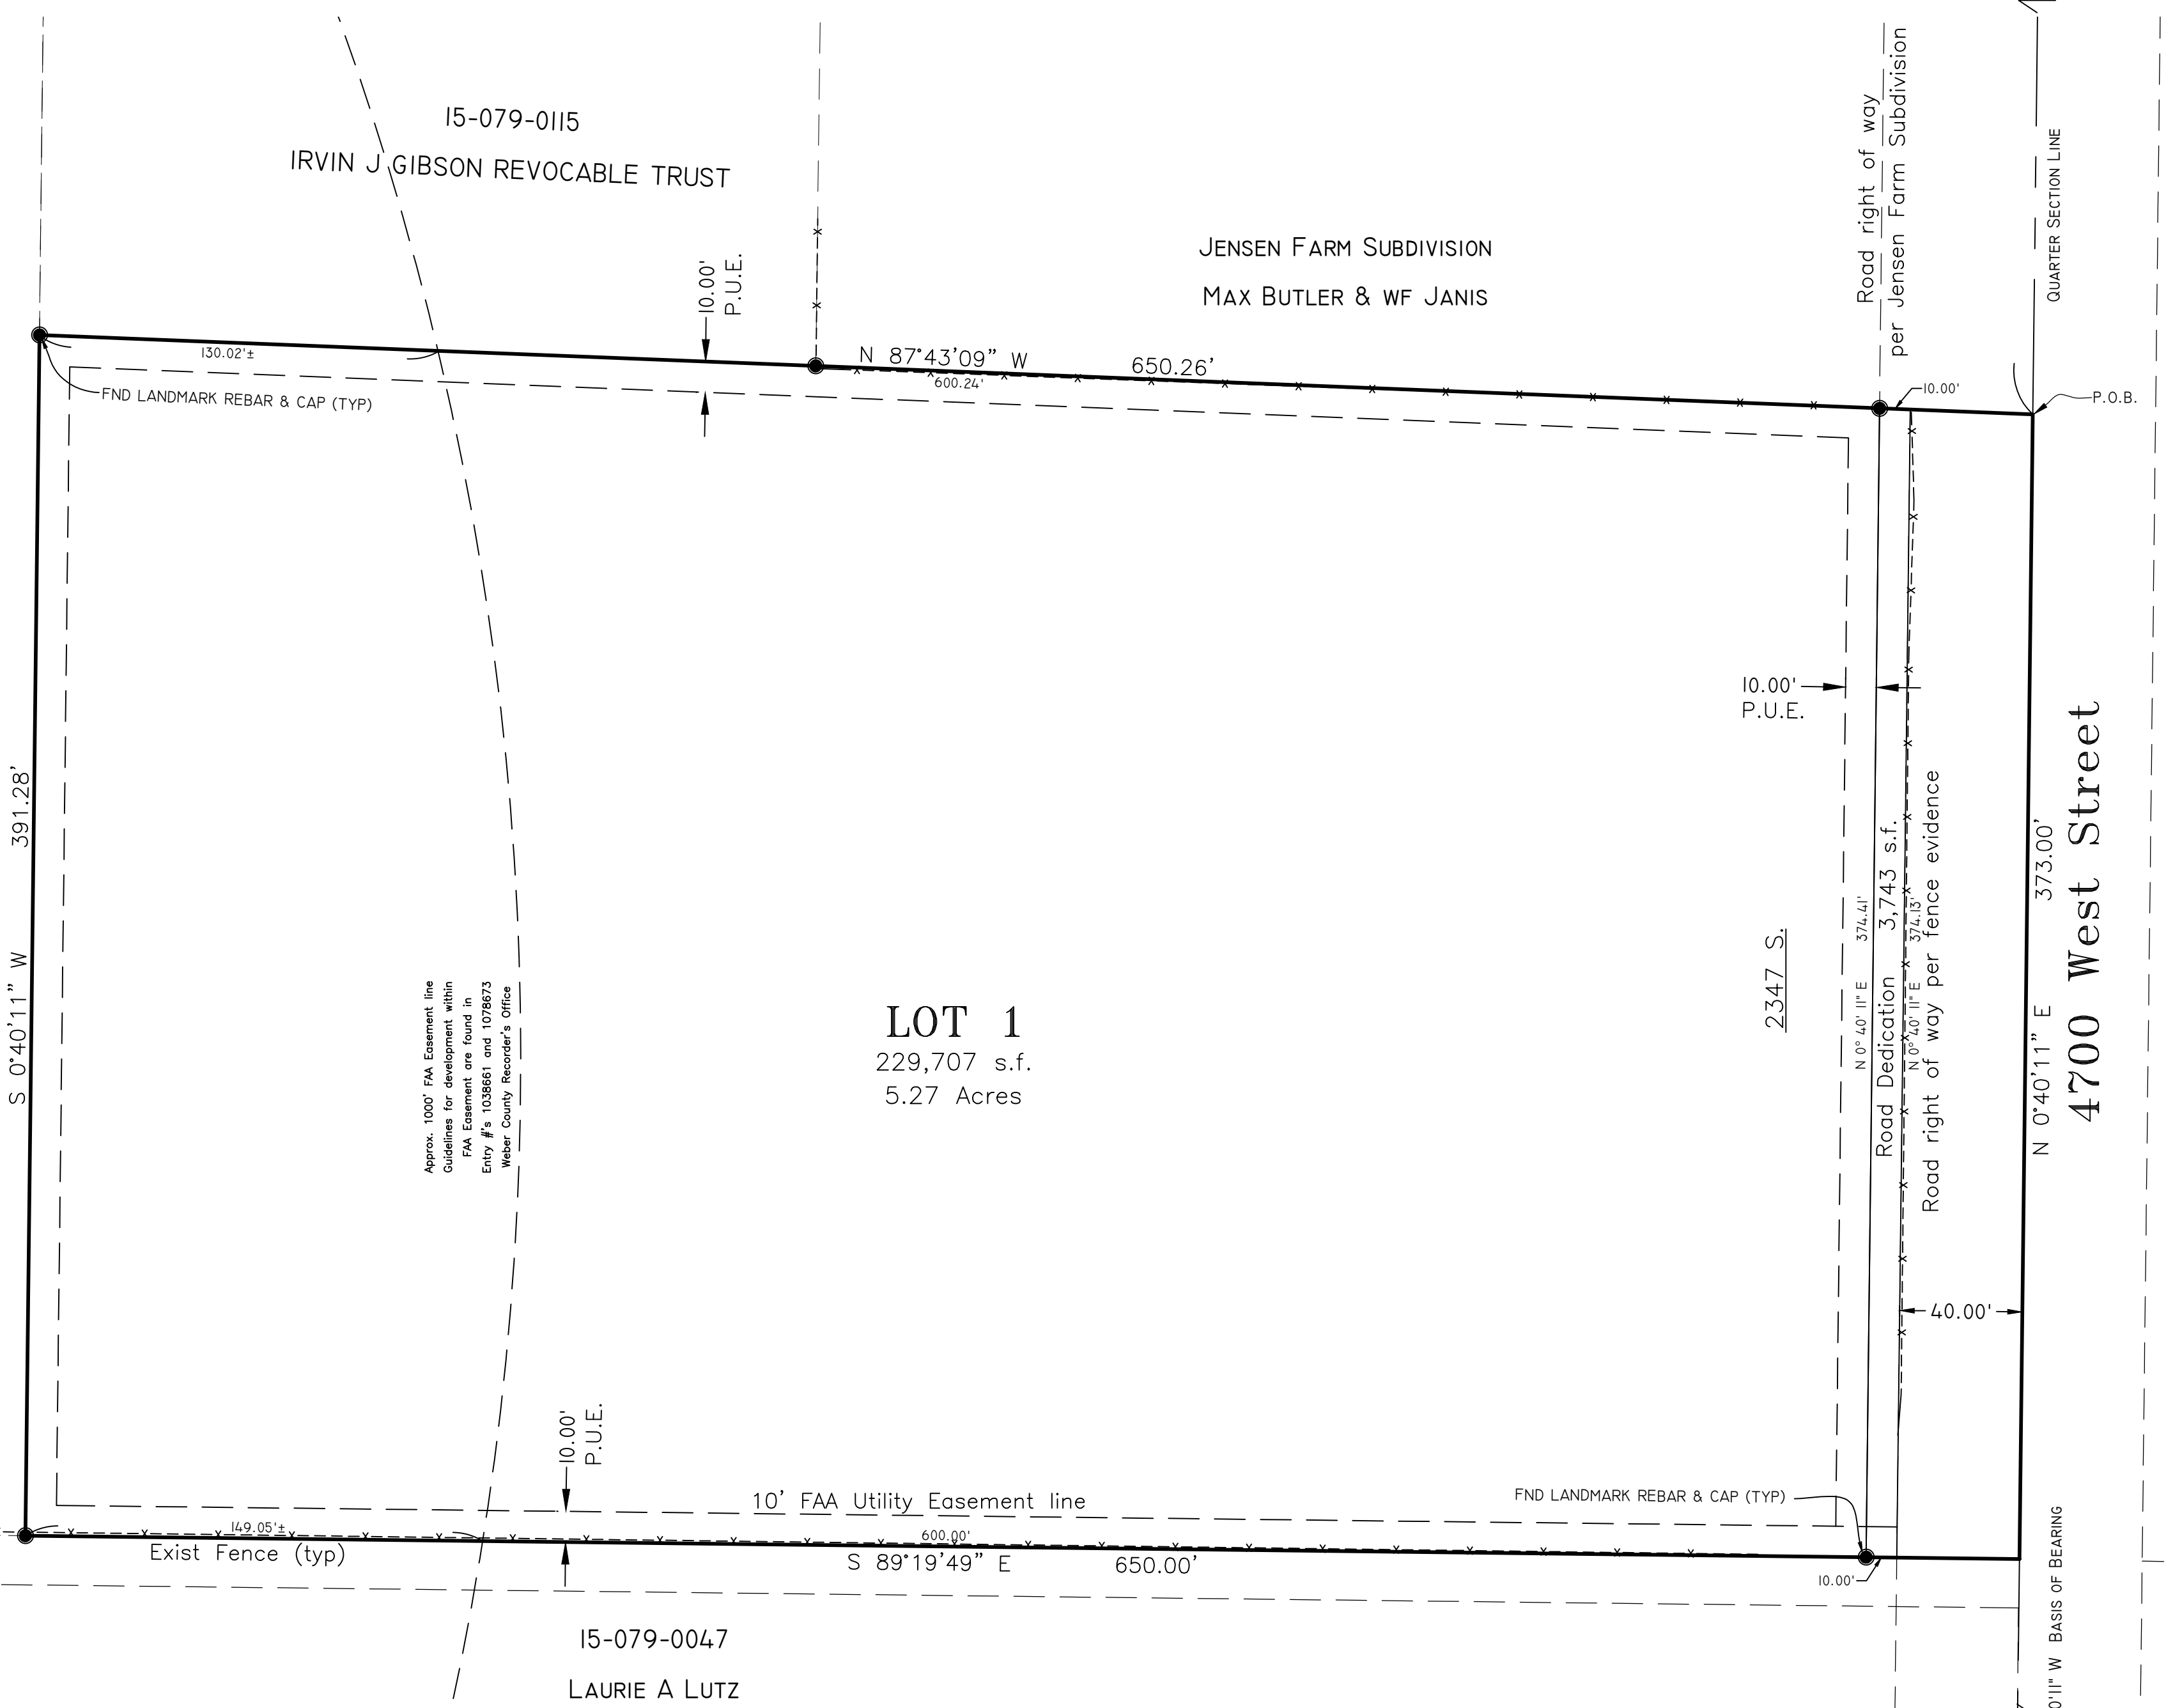 15-079-0115
IRVIN J GIBSON REVOCABLE TRUST
JENSEN FARM SUBDIVISION
MAX BUTLER & WF JANIS
Road right of way
per Jensen Farm Subdivision
QUARTER SECTION LINE
10.00'
P.U.E.
130.02'±
FND LANDMARK REBAR & CAP (TYP)
N 87°43'09" W 650.26'
600.24'
10.00'
P.O.B.
S 0°40'11" W 391.28'
10.00'
P.U.E.
2347 S.
N 0° 40' 11" E 374.41'
Road Dedication 3,743 s.f.
N 0° 40' 11" E 374.13'
Road right of way per fence evidence
N 0°40'11" E 373.00'
4700 West Street
Approx. 1000' FAA Easement line
Guidelines for development within
FAA Easement are found in
Entry #'s 1038661 and 1078673
Weber County Recorder's Office
LOT 1
229,707 s.f.
5.27 Acres
40.00'
10.00'
P.U.E.
10' FAA Utility Easement line
FND LANDMARK REBAR & CAP (TYP)
149.05'±
Exist Fence (typ)
600.00'
S 89°19'49" E 650.00'
10.00'
15-079-0047
LAURIE A LUTZ
0'11" W BASIS OF BEARING